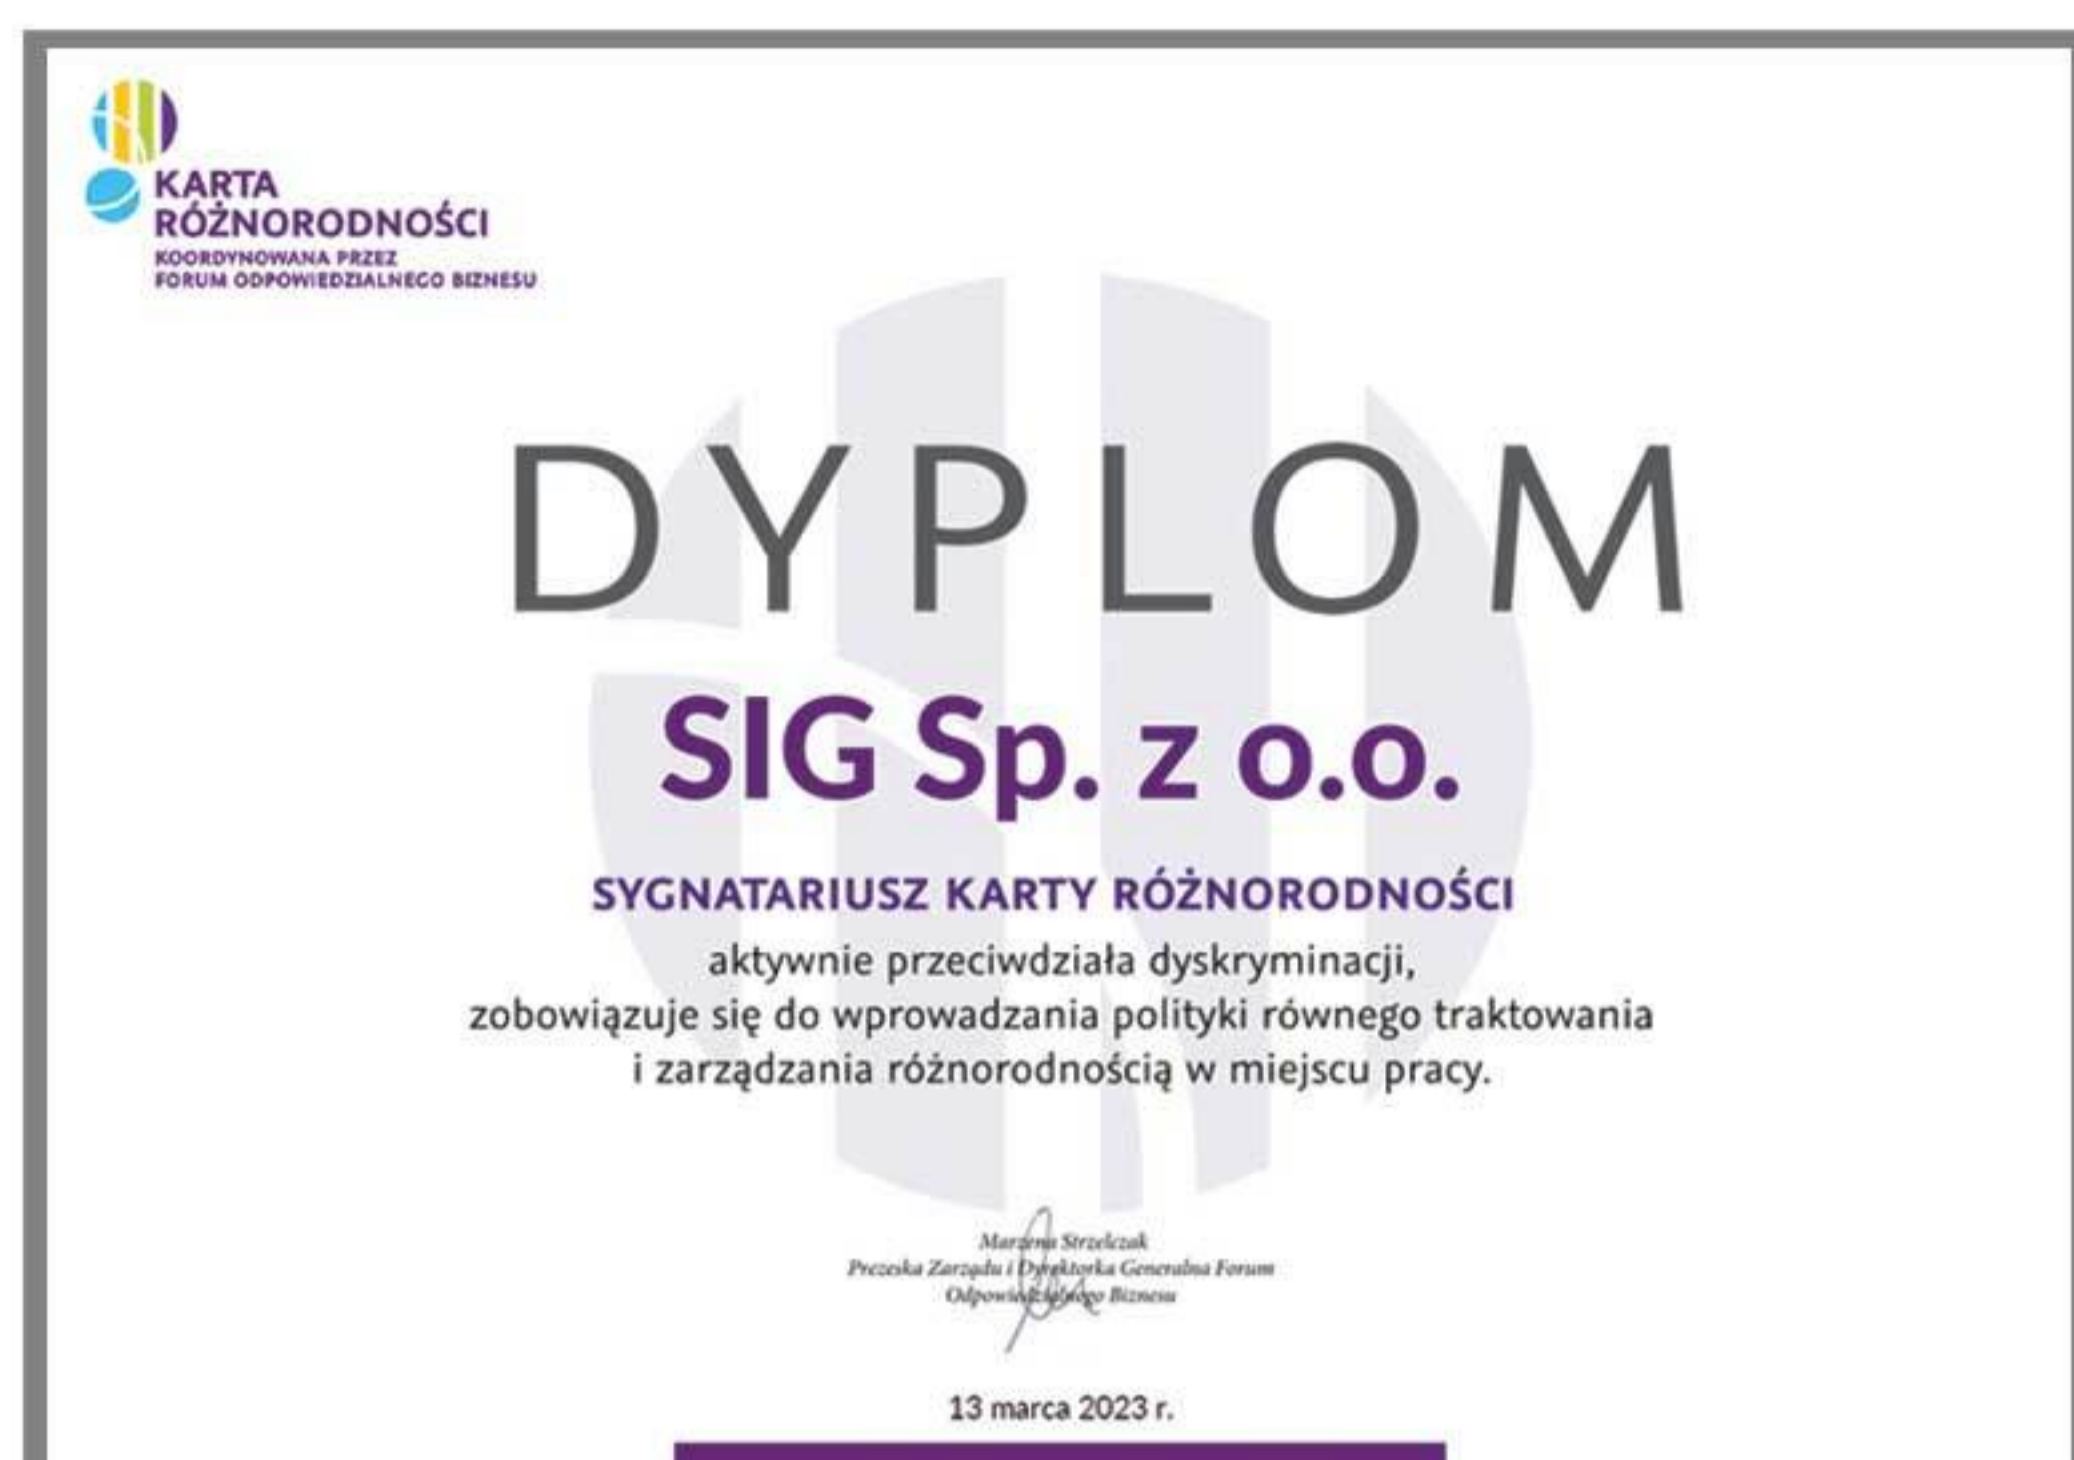 KARTA
RÓŻNORODNOŚCI
KOORDYNOWANA PRZEZ
FORUM ODPOWIEDZIALNEGO BIZNESU
DYPLOM
SIG Sp. z o.o.
SYGNATARIUSZ KARTY RÓŻNORODNOŚCI
aktywnie przeciwdziała dyskryminacji,
zobowiązuje się do wprowadzania polityki równego traktowania
i zarządzania różnorodnością w miejscu pracy.
Marzena Strzelczak
Prezeska Zarządu i Dyrektorka Generalna Forum
Odpowiedzialnego Biznesu
13 marca 2023 r.